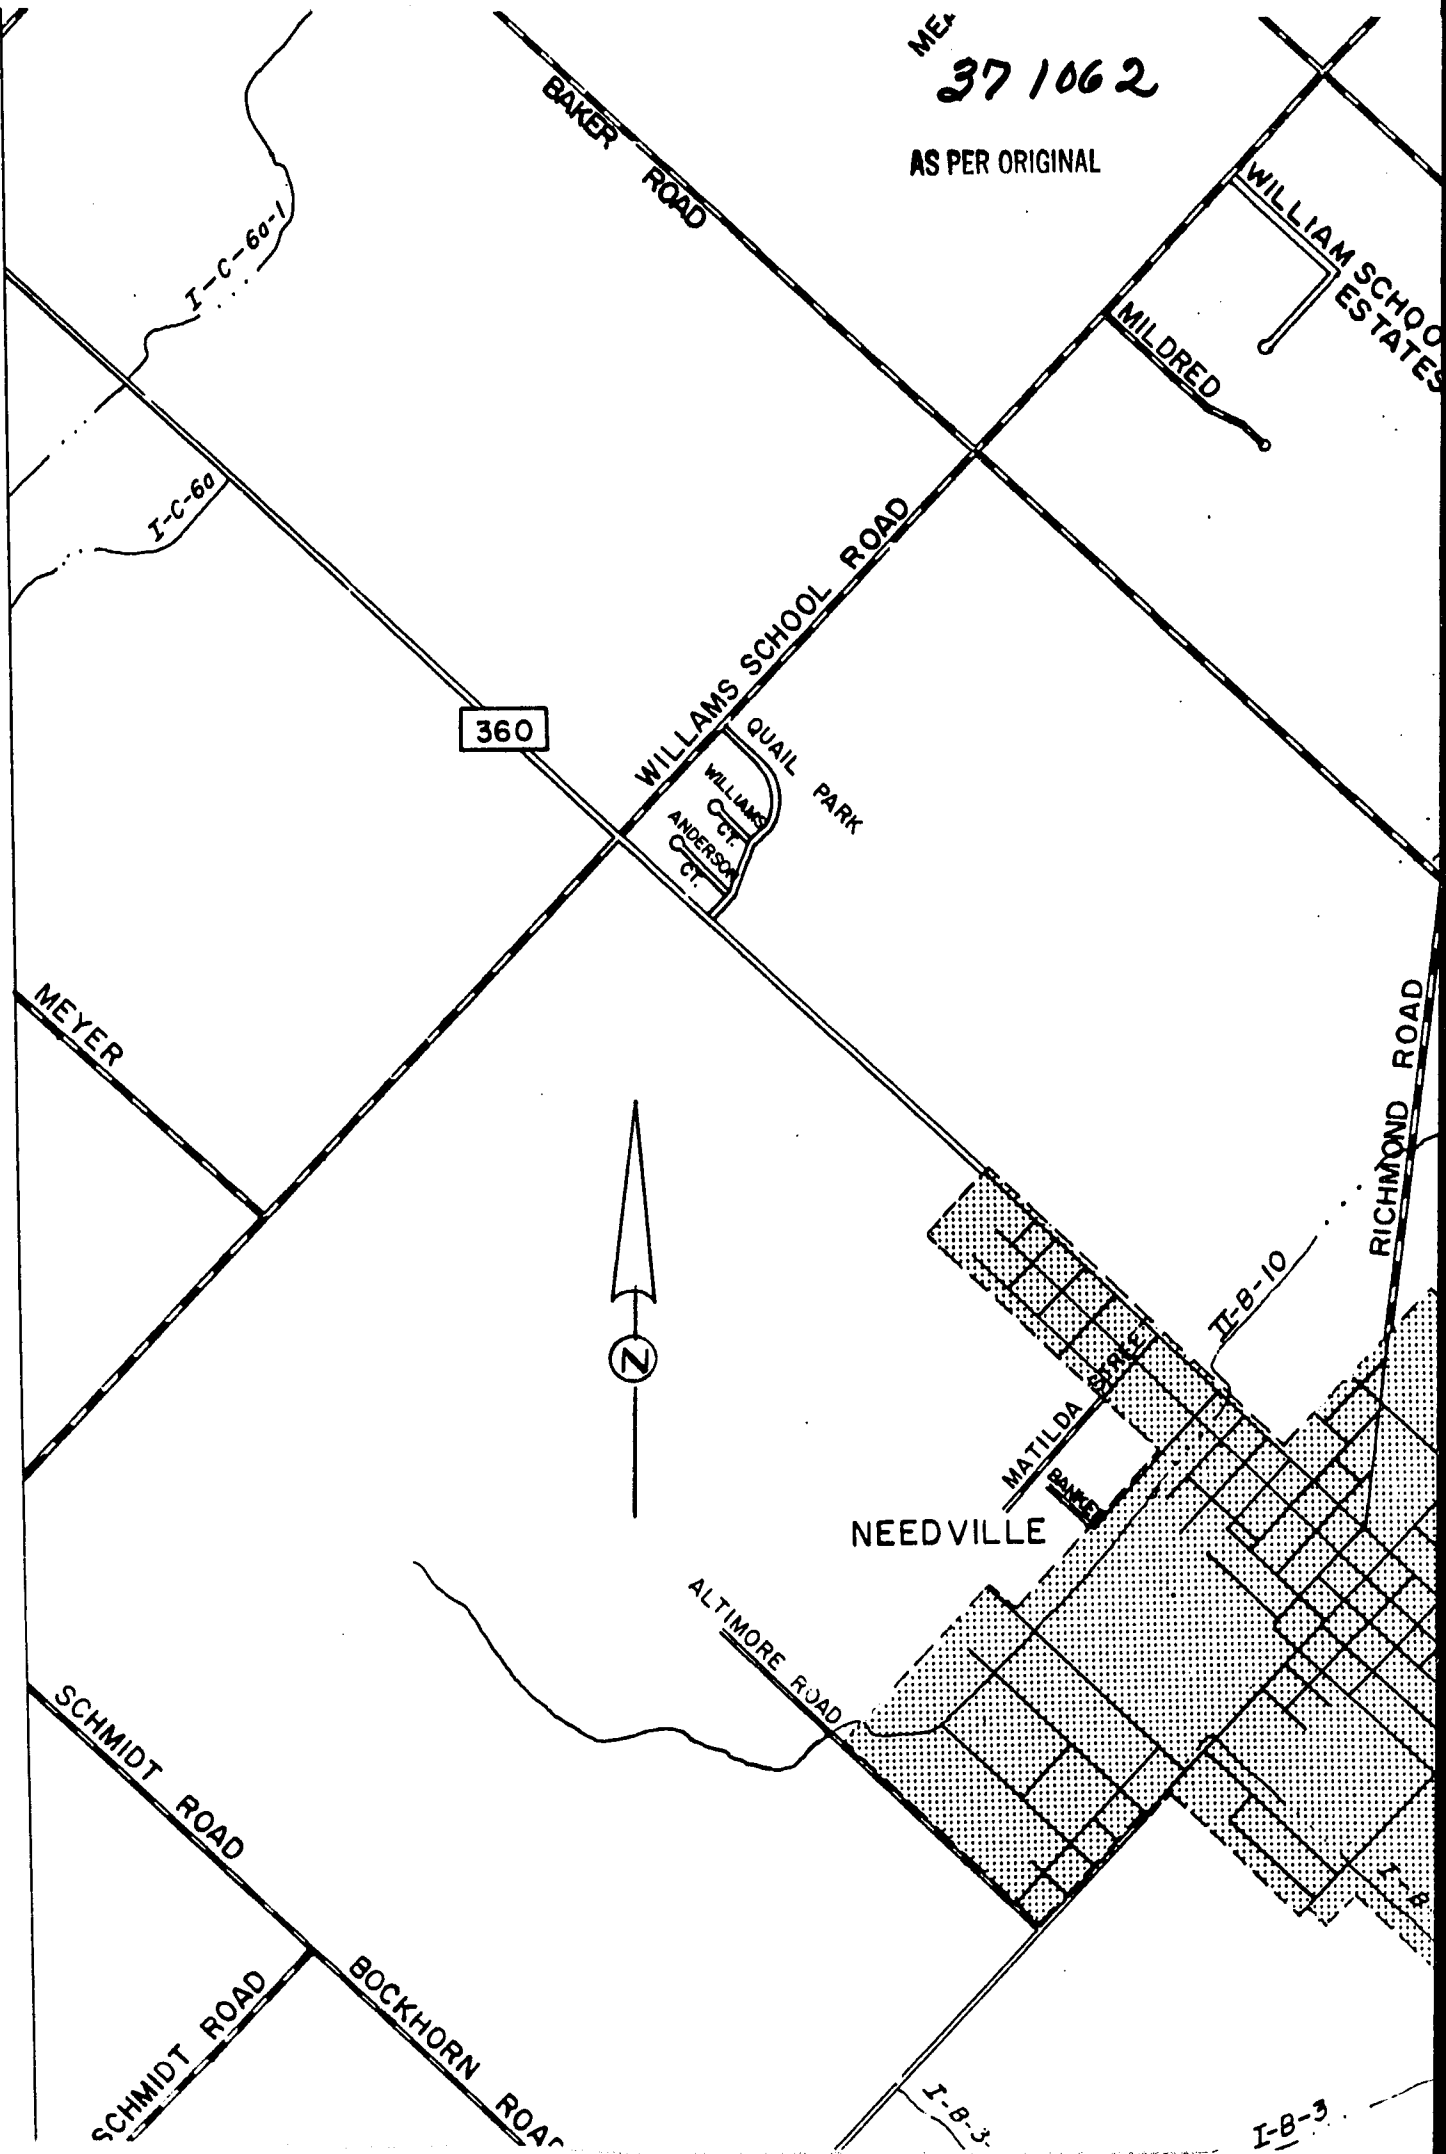 371062
AS PER ORIGINAL
BAKER ROAD
WILLIAM SCHOO
ESTATES
I-C-6a-1
MILDRED
I-C-6a
WILLAMS SCHOOL ROAD
360
QUAIL PARK
WILLIAMS
CT.
ANDERSON
CT.
MEYER
RICHMOND ROAD
N
II-B-10
MATILDA
BANKER
NEEDVILLE
ALTIMORE ROAD
SCHMIDT ROAD
I-B
SCHMIDT ROAD
BOCKHORN ROAD
I-B-3
I-B-3